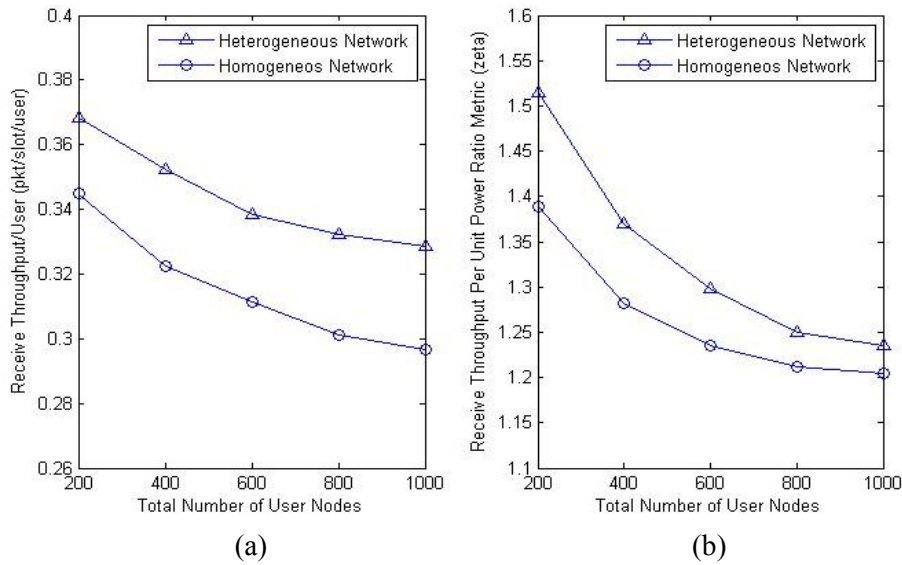 0.4
0.38
0.36
0.34
0.32
0.3
0.28
0.26
200
400
600
800
1000
Receive Throughput/User (pkt/slot/user)
Total Number of User Nodes
Heterogeneous Network
Homogeneos Network
(a)
1.6
1.55
1.5
1.45
1.4
1.35
1.3
1.25
1.2
1.15
1.1
200
400
600
800
1000
Receive Throughput Per Unit Power Ratio Metric (zeta)
Total Number of User Nodes
Heterogeneous Network
Homogeneos Network
(b)